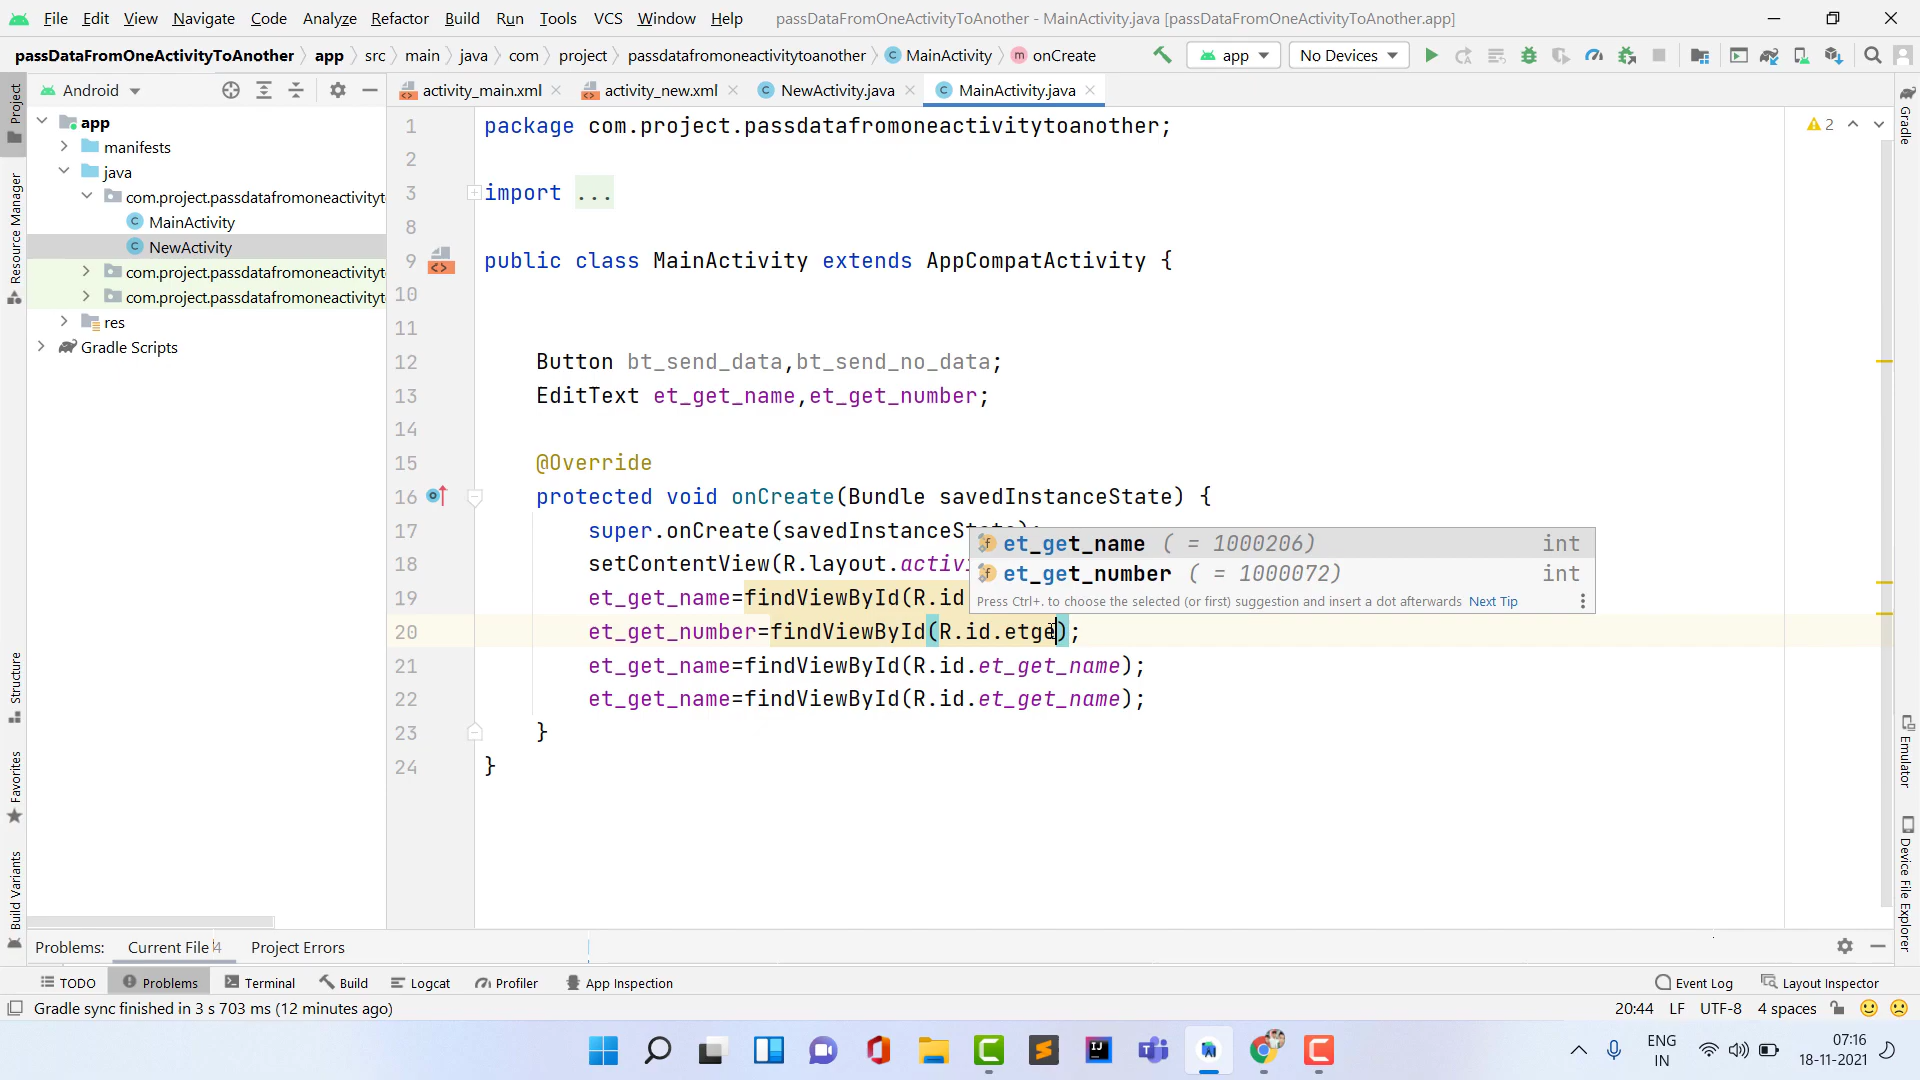 File Edit View Navigate Code Analyze Refactor Build Run Tools VCS Window Help passDataFromOneActivityToAnother - MainActivity.java [passDataFromOneActivityToAnother.app]
passDataFromOneActivityToAnother app src main java com project passdatafromoneactivitytoanother MainActivity onCreate app No Devices
Android activity_main.xml activity_new.xml NewActivity.java MainActivity.java
Project
Resource Manager
Structure
Favorites
Build Variants
app
manifests
java
com.project.passdatafromoneactivityt
MainActivity
NewActivity
com.project.passdatafromoneactivityt
com.project.passdatafromoneactivityt
res
Gradle Scripts
2
1 package com.project.passdatafromoneactivitytoanother;
2
3 import ...
8
9 public class MainActivity extends AppCompatActivity {
10
11
12 Button bt_send_data,bt_send_no_data;
13 EditText et_get_name,et_get_number;
14
15 @Override
16 protected void onCreate(Bundle savedInstanceState) {
17 super.onCreate(savedInstanceState);
18 setContentView(R.layout.activi
19 et_get_name=findViewById(R.id
20 et_get_number=findViewById(R.id.etge);
21 et_get_name=findViewById(R.id.et_get_name);
22 et_get_name=findViewById(R.id.et_get_name);
23 }
24 }
et_get_name ( = 1000206) int
et_get_number ( = 1000072) int
Press Ctrl+. to choose the selected (or first) suggestion and insert a dot afterwards Next Tip
Gradle
Emulator
Device File Explorer
Problems: Current File 4 Project Errors
TODO Problems Terminal Build Logcat Profiler App Inspection Event Log Layout Inspector
Gradle sync finished in 3 s 703 ms (12 minutes ago) 20:44 LF UTF-8 4 spaces
ENG
IN
07:16
18-11-2021